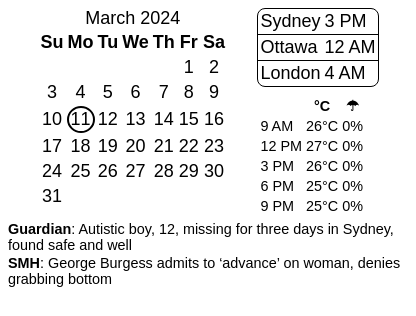 March 2024
Su Mo Tu We Th Fr Sa
1 2
3 4 5 6 7 8 9
10 11 12 13 14 15 16
17 18 19 20 21 22 23
24 25 26 27 28 29 30
31
Sydney 3 PM
Ottawa 12 AM
London 4 AM
°C ☂
9 AM 26°C 0%
12 PM 27°C 0%
3 PM 26°C 0%
6 PM 25°C 0%
9 PM 25°C 0%
Guardian: Autistic boy, 12, missing for three days in Sydney,
found safe and well
SMH: George Burgess admits to ‘advance’ on woman, denies
grabbing bottom